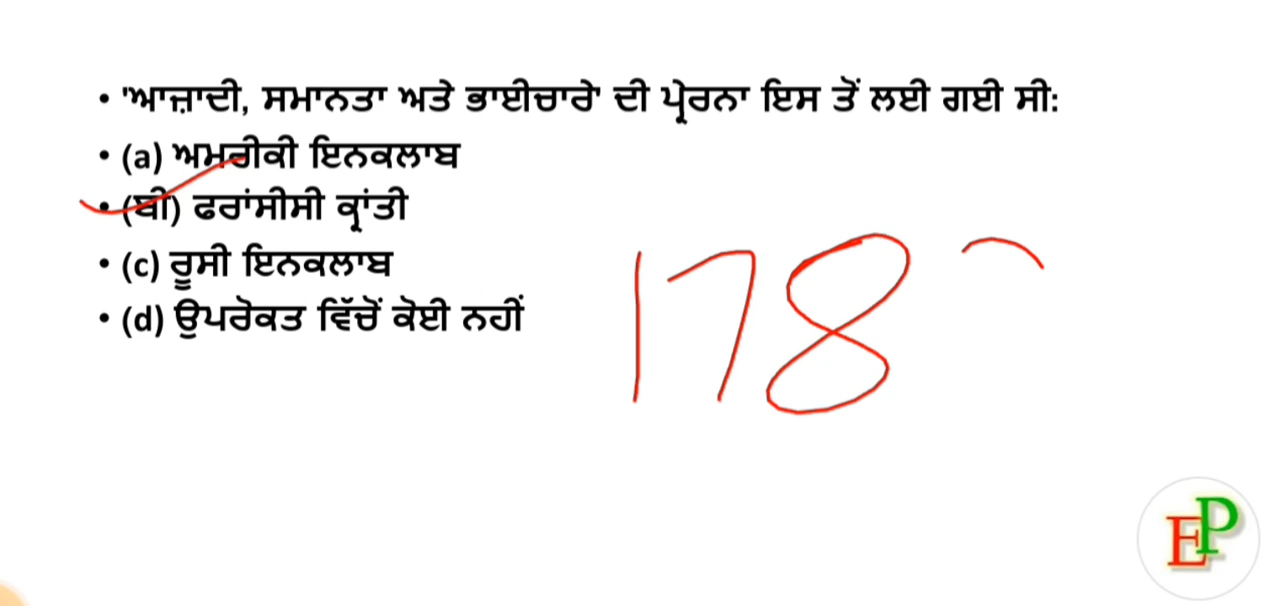 • 'ਆਜ਼ਾਦੀ, ਸਮਾਨਤਾ ਅਤੇ ਭਾਈਚਾਰੇ' ਦੀ ਪ੍ਰੇਰਨਾ ਇਸ ਤੋਂ ਲਈ ਗਈ ਸੀ:
• (a) ਅਮਰੀਕੀ ਇਨਕਲਾਬ
• (ਬੀ) ਫਰਾਂਸੀਸੀ ਕ੍ਰਾਂਤੀ
• (c) ਰੂਸੀ ਇਨਕਲਾਬ
• (d) ਉਪਰੋਕਤ ਵਿੱਚੋਂ ਕੋਈ ਨਹੀਂ
178
EP